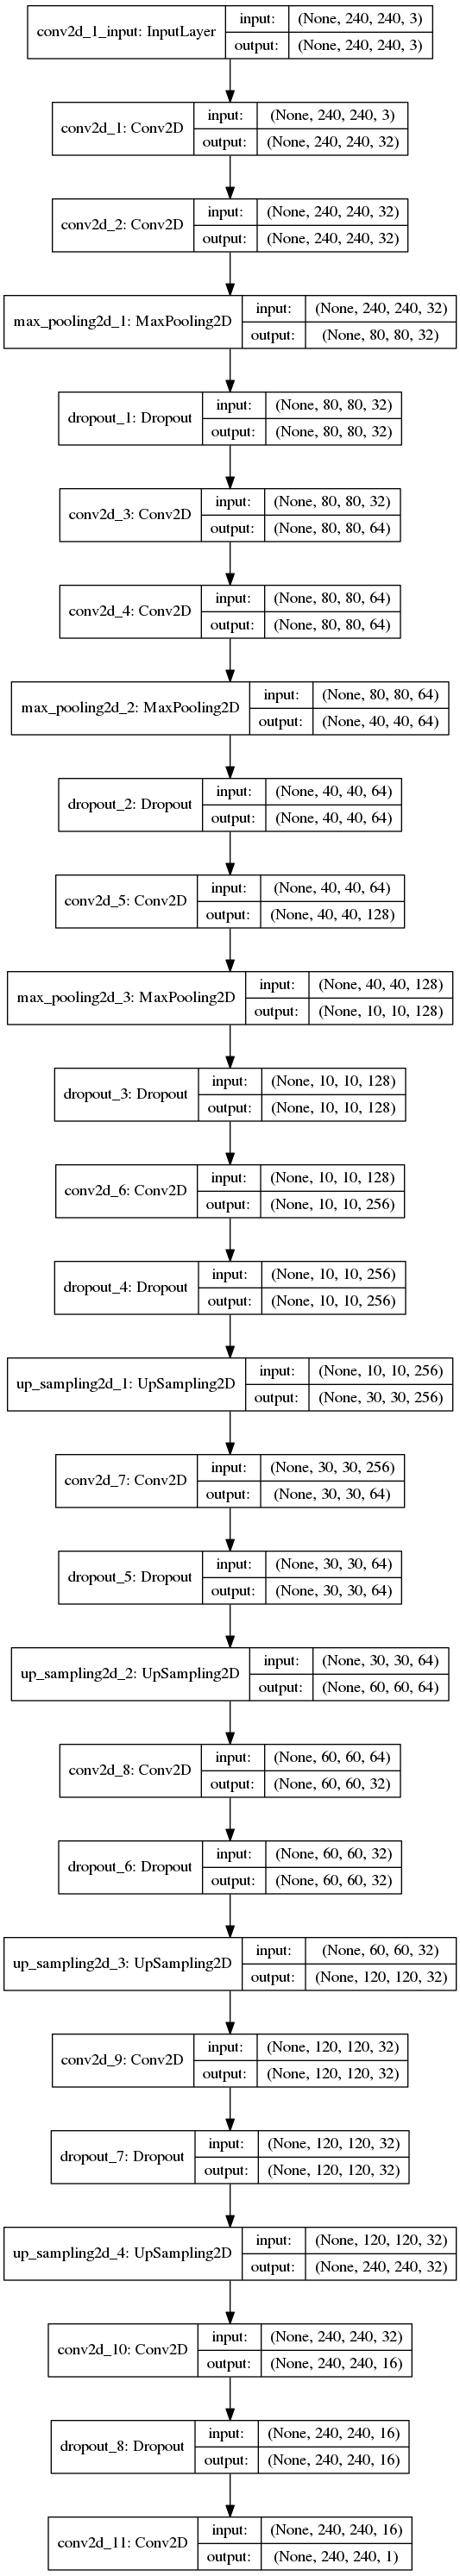 conv2d_1_input: InputLayer input: (None, 240, 240, 3)
output: (None, 240, 240, 3)
conv2d_1: Conv2D input: (None, 240, 240, 3)
output: (None, 240, 240, 32)
conv2d_2: Conv2D input: (None, 240, 240, 32)
output: (None, 240, 240, 32)
max_pooling2d_1: MaxPooling2D input: (None, 240, 240, 32)
output: (None, 80, 80, 32)
dropout_1: Dropout input: (None, 80, 80, 32)
output: (None, 80, 80, 32)
conv2d_3: Conv2D input: (None, 80, 80, 32)
output: (None, 80, 80, 64)
conv2d_4: Conv2D input: (None, 80, 80, 64)
output: (None, 80, 80, 64)
max_pooling2d_2: MaxPooling2D input: (None, 80, 80, 64)
output: (None, 40, 40, 64)
dropout_2: Dropout input: (None, 40, 40, 64)
output: (None, 40, 40, 64)
conv2d_5: Conv2D input: (None, 40, 40, 64)
output: (None, 40, 40, 128)
max_pooling2d_3: MaxPooling2D input: (None, 40, 40, 128)
output: (None, 10, 10, 128)
dropout_3: Dropout input: (None, 10, 10, 128)
output: (None, 10, 10, 128)
conv2d_6: Conv2D input: (None, 10, 10, 128)
output: (None, 10, 10, 256)
dropout_4: Dropout input: (None, 10, 10, 256)
output: (None, 10, 10, 256)
up_sampling2d_1: UpSampling2D input: (None, 10, 10, 256)
output: (None, 30, 30, 256)
conv2d_7: Conv2D input: (None, 30, 30, 256)
output: (None, 30, 30, 64)
dropout_5: Dropout input: (None, 30, 30, 64)
output: (None, 30, 30, 64)
up_sampling2d_2: UpSampling2D input: (None, 30, 30, 64)
output: (None, 60, 60, 64)
conv2d_8: Conv2D input: (None, 60, 60, 64)
output: (None, 60, 60, 32)
dropout_6: Dropout input: (None, 60, 60, 32)
output: (None, 60, 60, 32)
up_sampling2d_3: UpSampling2D input: (None, 60, 60, 32)
output: (None, 120, 120, 32)
conv2d_9: Conv2D input: (None, 120, 120, 32)
output: (None, 120, 120, 32)
dropout_7: Dropout input: (None, 120, 120, 32)
output: (None, 120, 120, 32)
up_sampling2d_4: UpSampling2D input: (None, 120, 120, 32)
output: (None, 240, 240, 32)
conv2d_10: Conv2D input: (None, 240, 240, 32)
output: (None, 240, 240, 16)
dropout_8: Dropout input: (None, 240, 240, 16)
output: (None, 240, 240, 16)
conv2d_11: Conv2D input: (None, 240, 240, 16)
output: (None, 240, 240, 1)